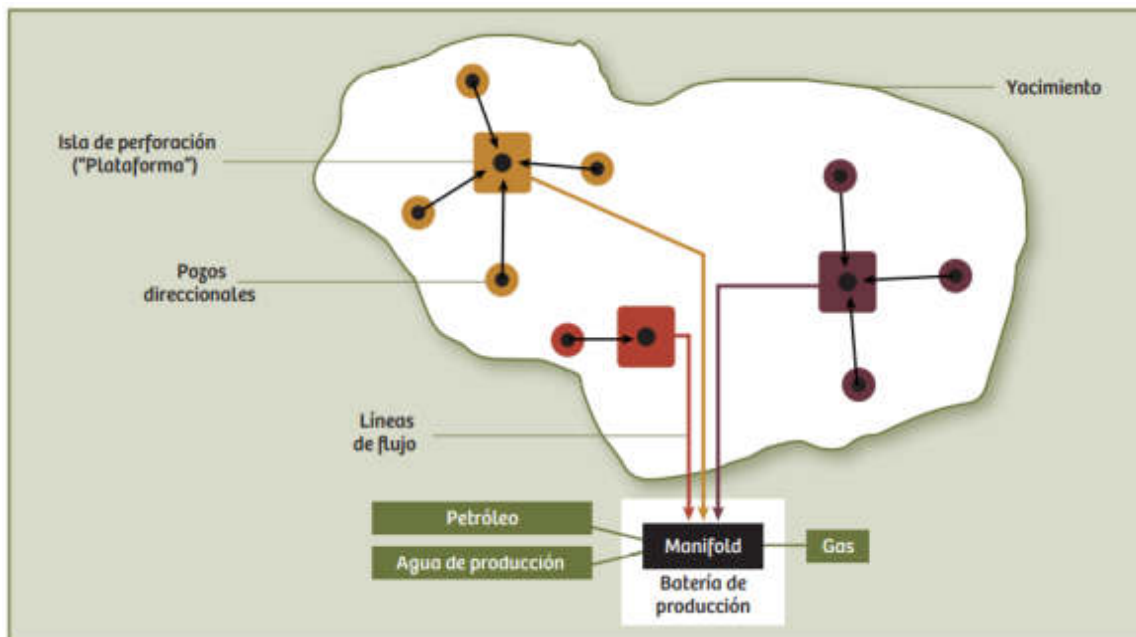 Yacimiento
Isla de perforación
("Plataforma")
Pozos
direccionales
Líneas
de flujo
Petróleo
Agua de producción
Manifold
Gas
Batería de
producción